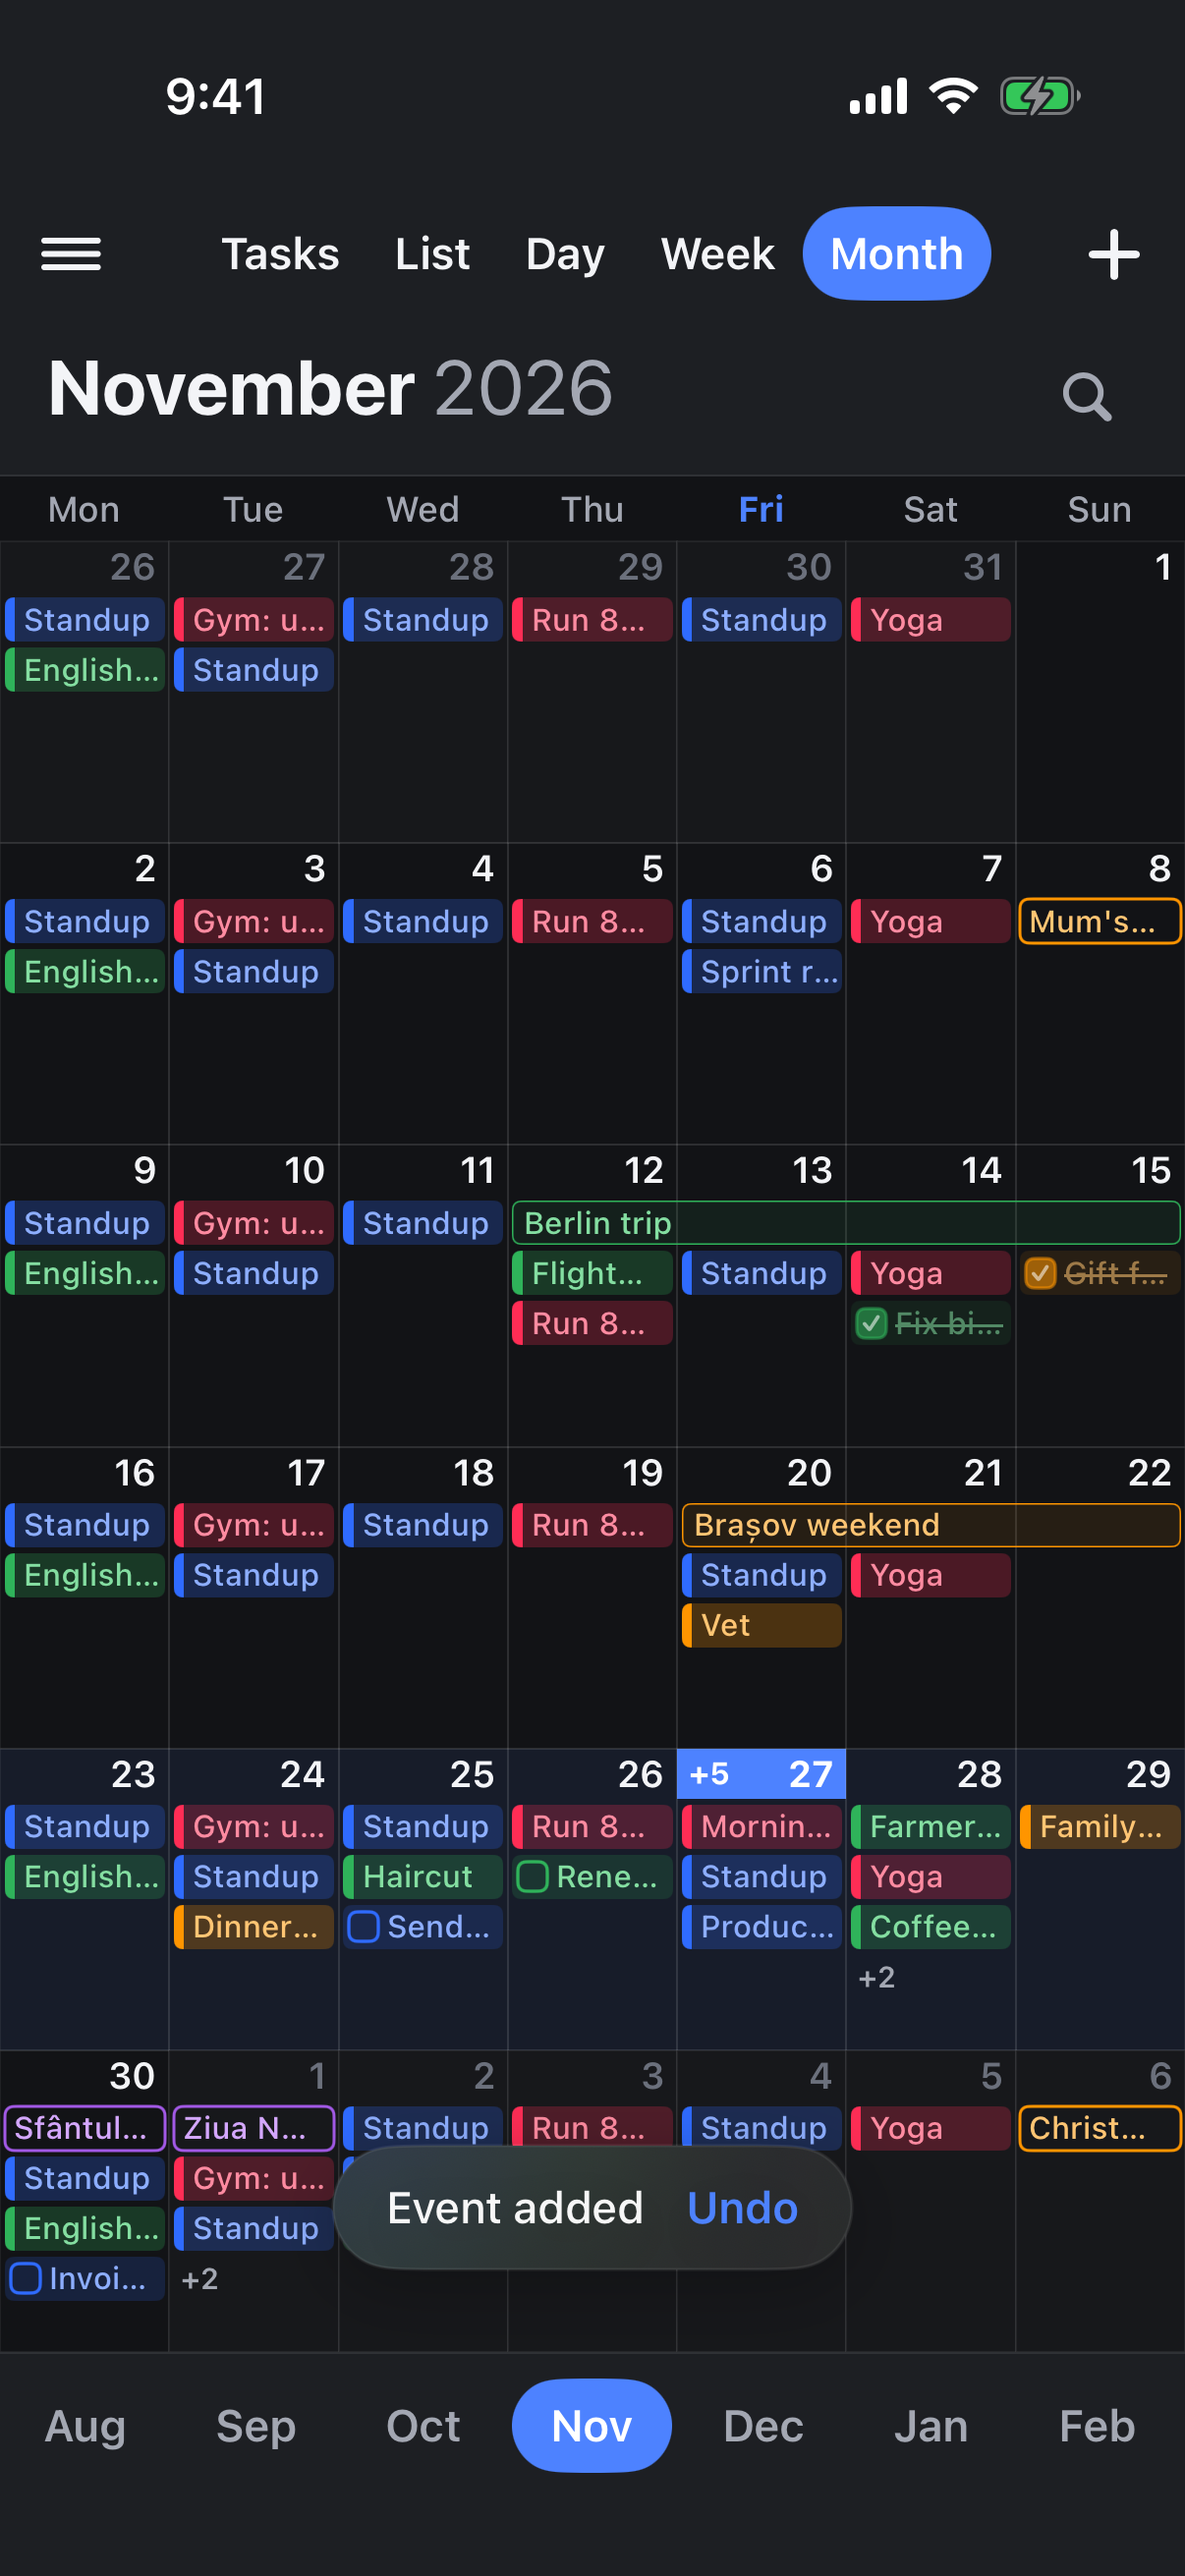 9:41
Tasks List Day Week Month
November 2026
Mon Tue Wed Thu Fri Sat Sun
26 27 28 29 30 31 1
Standup Gym: u... Standup Run 8... Standup Yoga
English... Standup
2 3 4 5 6 7 8
Standup Gym: u... Standup Run 8... Standup Yoga Mum's...
English... Standup Sprint r...
9 10 11 12 13 14 15
Standup Gym: u... Standup Berlin trip
English... Standup Flight... Standup Yoga Gift f...
Run 8... Fix bi...
16 17 18 19 20 21 22
Standup Gym: u... Standup Run 8... Brașov weekend
English... Standup Standup Yoga
Vet
23 24 25 26 +5 27 28 29
Standup Gym: u... Standup Run 8... Mornin... Farmer... Family...
English... Standup Haircut Rene... Standup Yoga
Dinner... Send... Produc... Coffee...
+2
30 1 2 3 4 5 6
Sfântul... Ziua N... Standup Run 8... Standup Yoga Christ...
Standup Gym: u...
English... Standup
Invoi... +2
Event added Undo
Aug Sep Oct Nov Dec Jan Feb